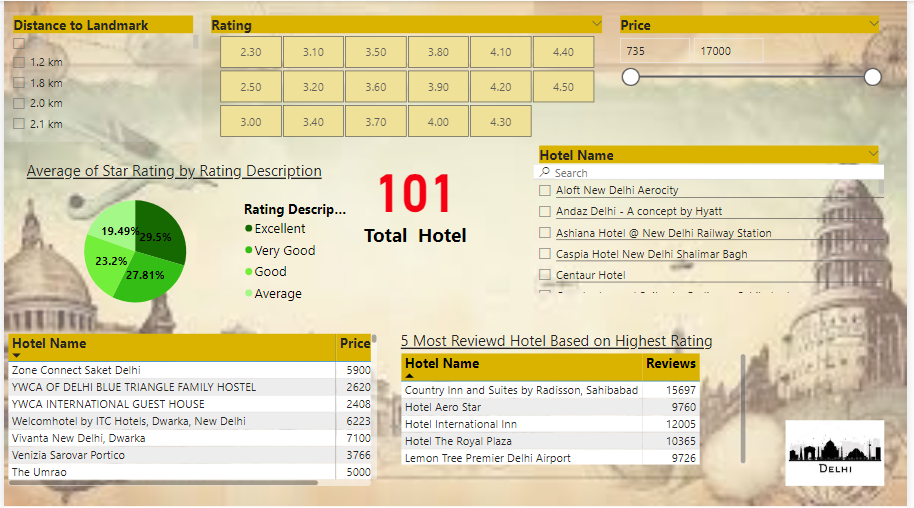 Distance to Landmark
1.2 km
1.8 km
2.0 km
2.1 km
Rating
2.30 3.10 3.50 3.80 4.10 4.40
2.50 3.20 3.60 3.90 4.20 4.50
3.00 3.40 3.70 4.00 4.30
Price
735 17000
Average of Star Rating by Rating Description
19.49% 29.5%
23.2% 27.81%
Rating Descrip...
Excellent
Very Good
Good
Average
101
Total Hotel
Hotel Name
Search
Aloft New Delhi Aerocity
Andaz Delhi - A concept by Hyatt
Ashiana Hotel @ New Delhi Railway Station
Caspia Hotel New Delhi Shalimar Bagh
Centaur Hotel
Hotel Name Price
Zone Connect Saket Delhi 5900
YWCA OF DELHI BLUE TRIANGLE FAMILY HOSTEL 2620
YWCA INTERNATIONAL GUEST HOUSE 2408
Welcomhotel by ITC Hotels, Dwarka, New Delhi 6223
Vivanta New Delhi, Dwarka 7100
Venizia Sarovar Portico 3766
The Umrao 5000
5 Most Reviewd Hotel Based on Highest Rating
Hotel Name Reviews
Country Inn and Suites by Radisson, Sahibabad 15697
Hotel Aero Star 9760
Hotel International Inn 12005
Hotel The Royal Plaza 10365
Lemon Tree Premier Delhi Airport 9726
DELHI